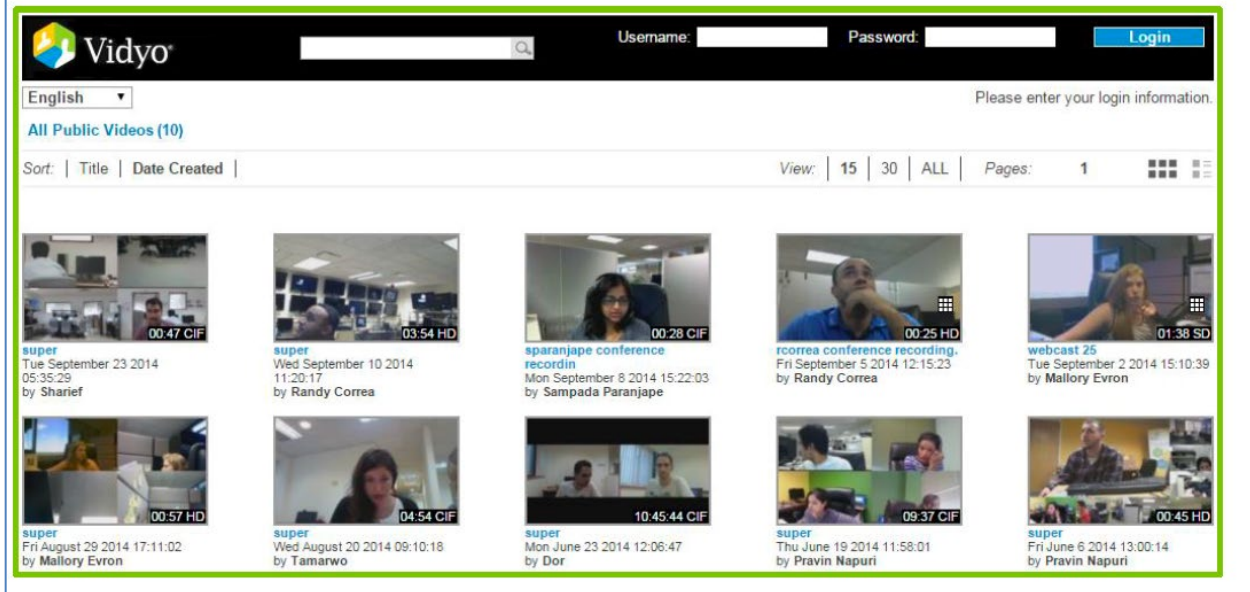 Vidyo
Username:
Password:
Login
English
Please enter your login information.
All Public Videos (10)
Sort: | Title | Date Created |
View: | 15 | 30 | ALL | Pages: 1
00:47 CIF
03:54 HD
00:28 CIF
00:25 HD
01:38 SD
super
Tue September 23 2014
05:35:29
by Sharief
super
Wed September 10 2014
11:20:17
by Randy Correa
sparanjape conference
recordin
Mon September 8 2014 15:22:03
by Sampada Paranjape
rcorrea conference recording.
Fri September 5 2014 12:15:23
by Randy Correa
webcast 25
Tue September 2 2014 15:10:39
by Mallory Evron
00:57 HD
04:54 CIF
10:45:44 CIF
09:37 CIF
00:45 HD
super
Fri August 29 2014 17:11:02
by Mallory Evron
super
Wed August 20 2014 09:10:18
by Tamarwo
super
Mon June 23 2014 12:06:47
by Dor
super
Thu June 19 2014 11:58:01
by Pravin Napuri
super
Fri June 6 2014 13:00:14
by Pravin Napuri